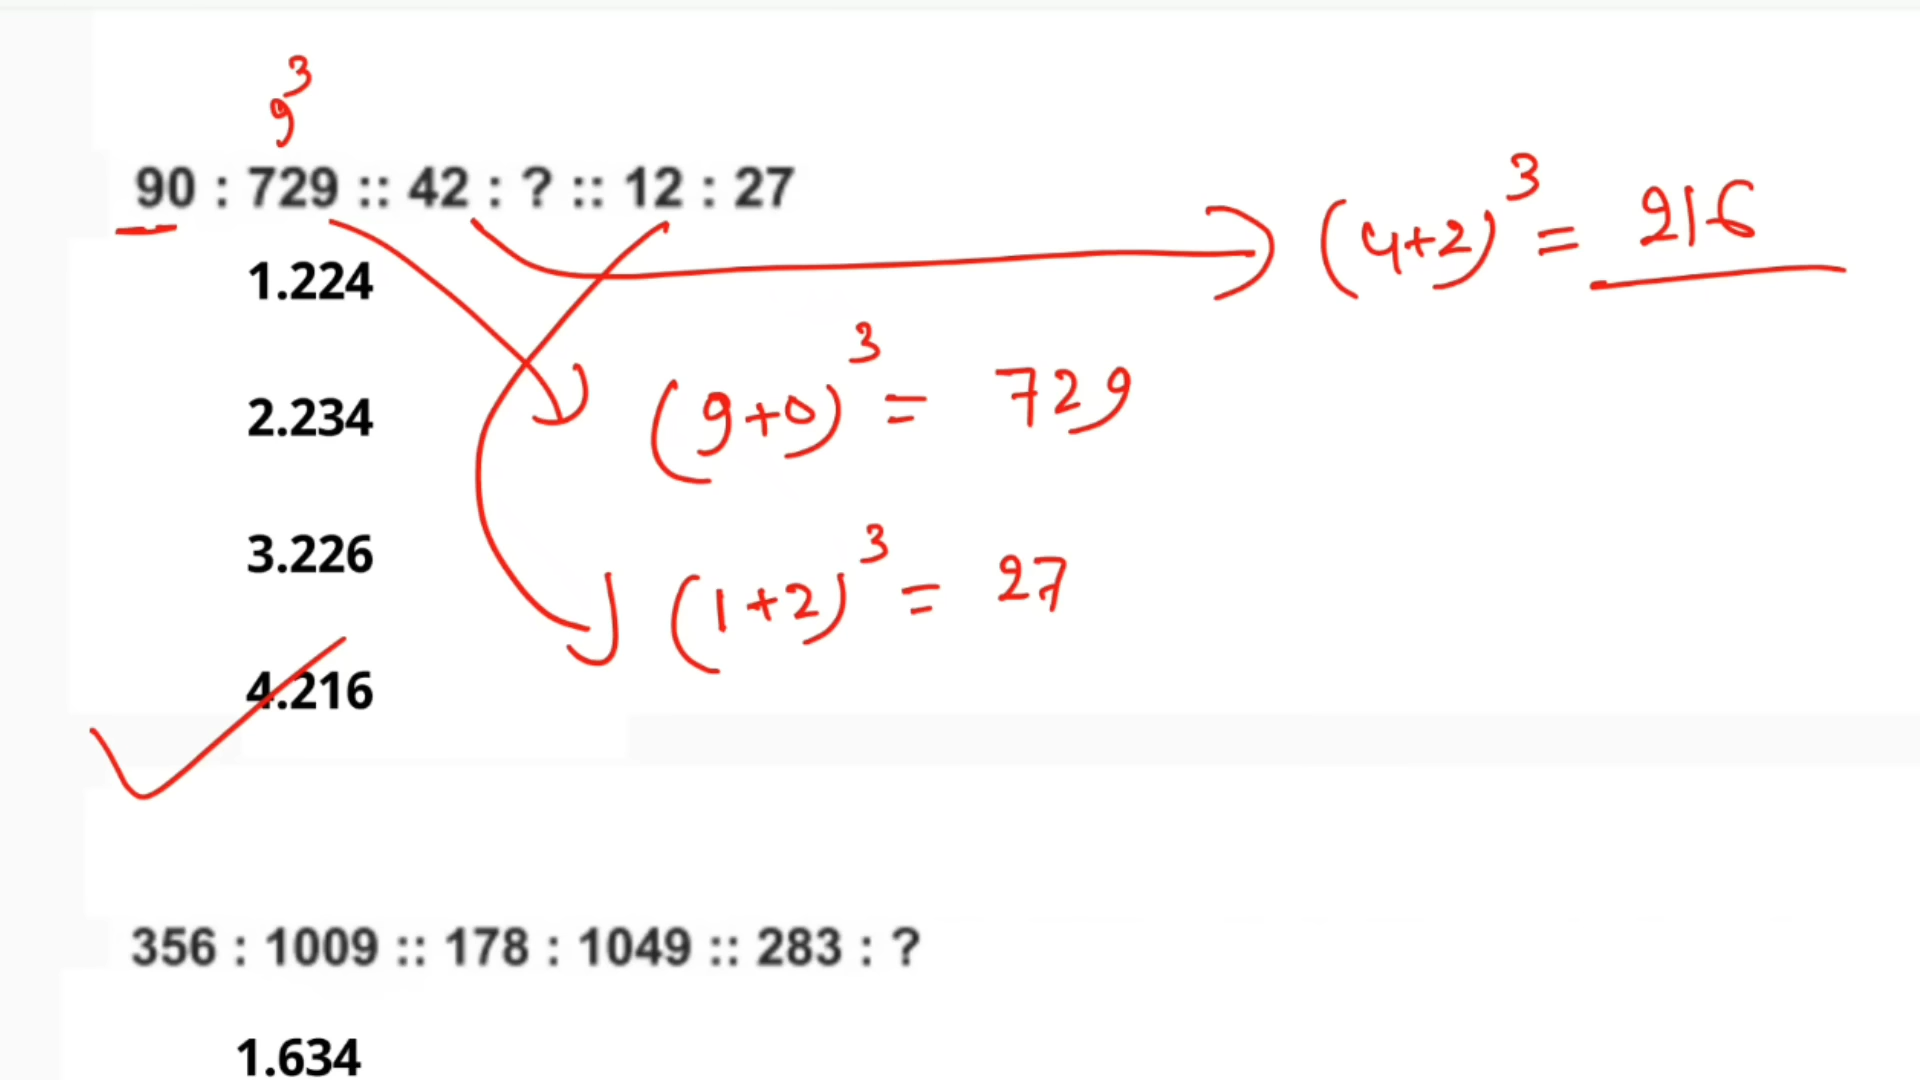 9³
90 : 729 :: 42 : ? :: 12 : 27
(4+2)³ = 216
1.224
(9+0)³ = 729
2.234
3.226
(1+2)³ = 27
4.216
356 : 1009 :: 178 : 1049 :: 283 : ?
1.634